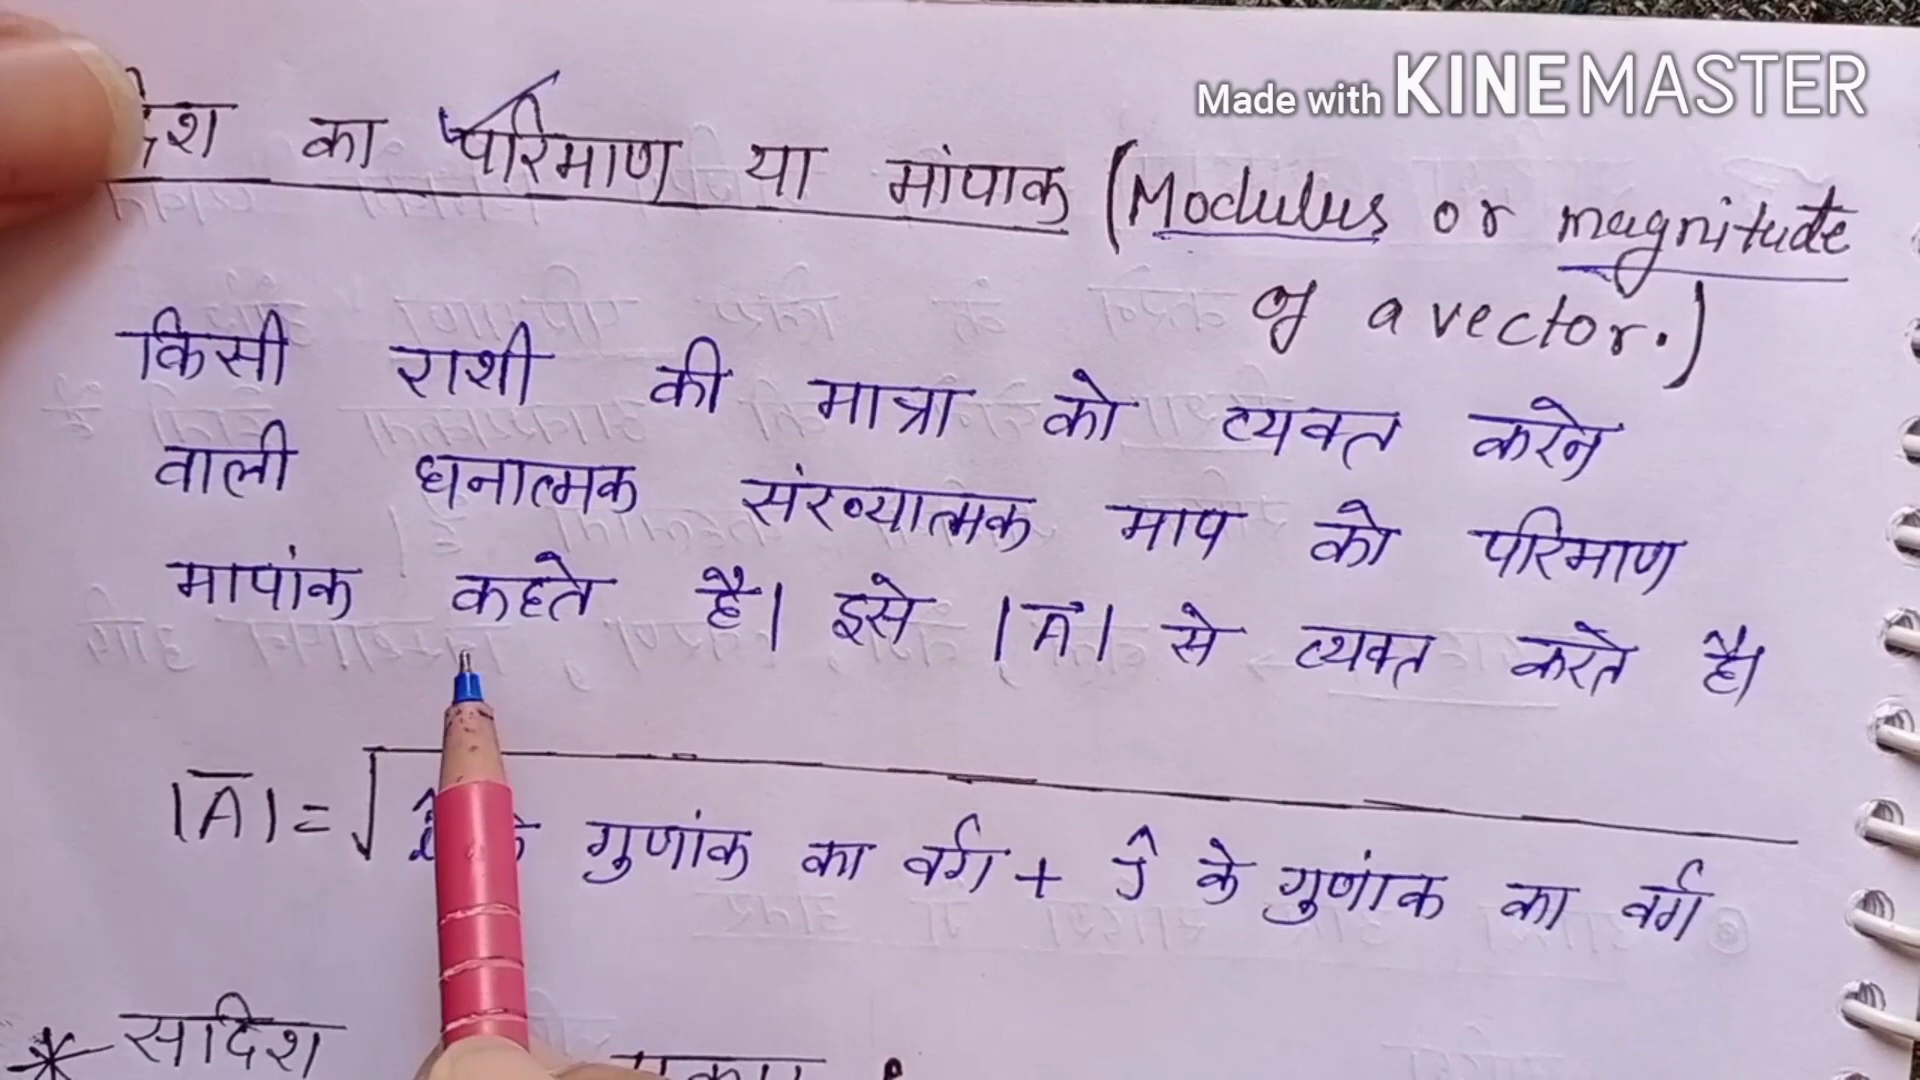 Made with KINEMASTER
का परिमाण या मांपाक (Modulus or magnitude
of a vector.)
किसी राशी की मात्रा को व्यक्त करने
वाली धनात्मक संख्यात्मक माप को परिमाण
मापांक कहते है। इसे |A| से व्यक्त करते है।
|A| = √ गुणांक का वर्ग + ĵ के गुणांक का वर्ग
* सादिश